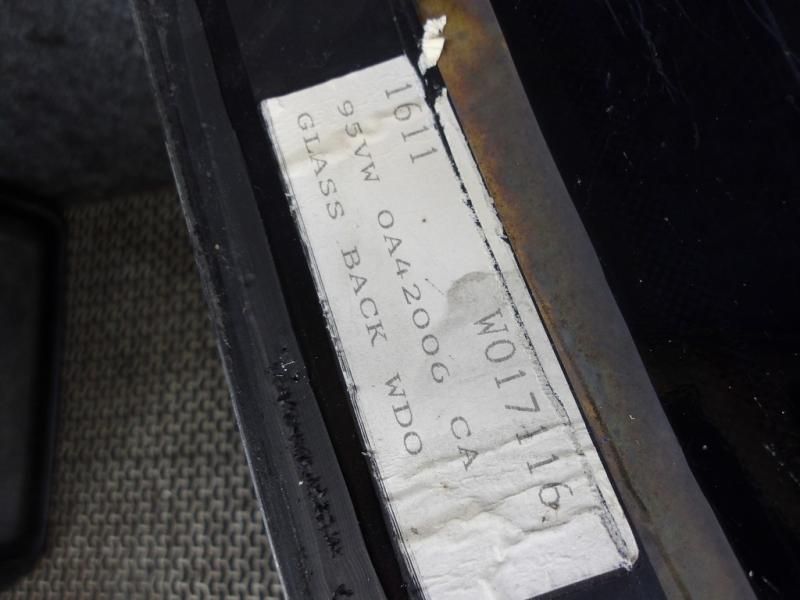 1611 W017116
95VW 0A42006 CA
GLASS BACK WDO